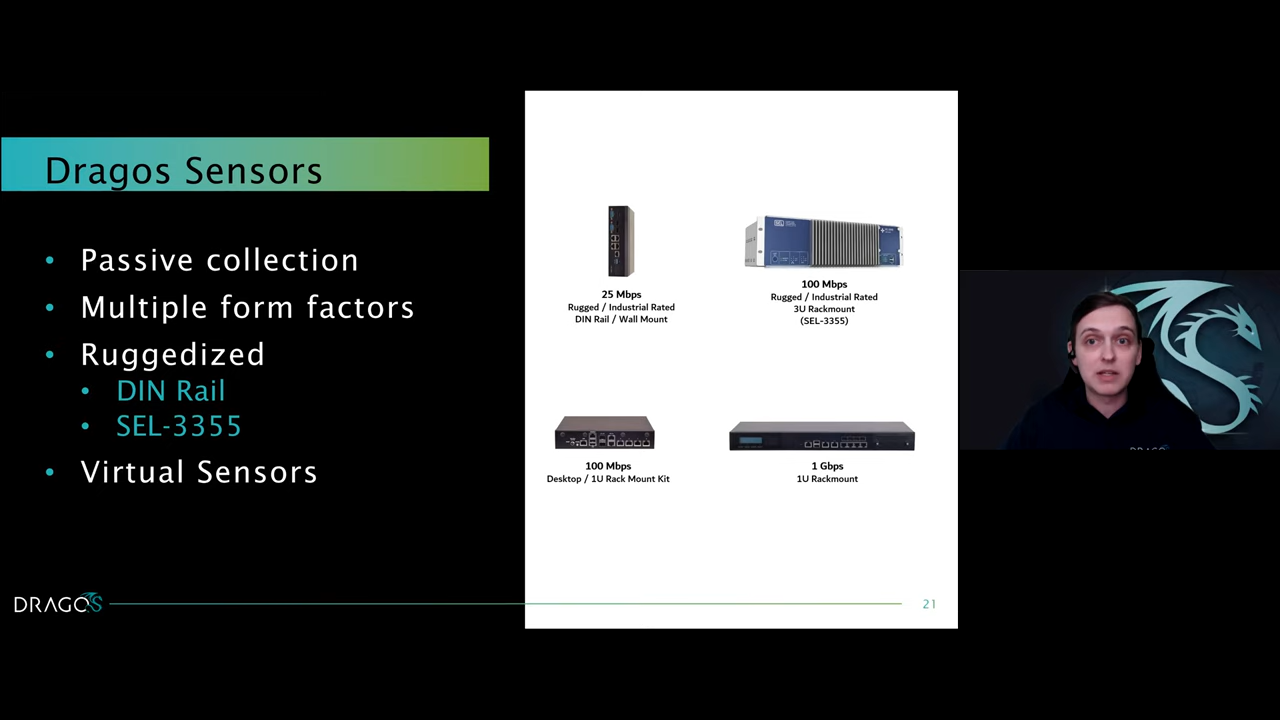 Dragos Sensors
• Passive collection
• Multiple form factors
• Ruggedized
• DIN Rail
• SEL-3355
• Virtual Sensors
25 Mbps
Rugged / Industrial Rated
DIN Rail / Wall Mount
100 Mbps
Rugged / Industrial Rated
3U Rackmount
(SEL-3355)
100 Mbps
Desktop / 1U Rack Mount Kit
1 Gbps
1U Rackmount
DRAGOS
21